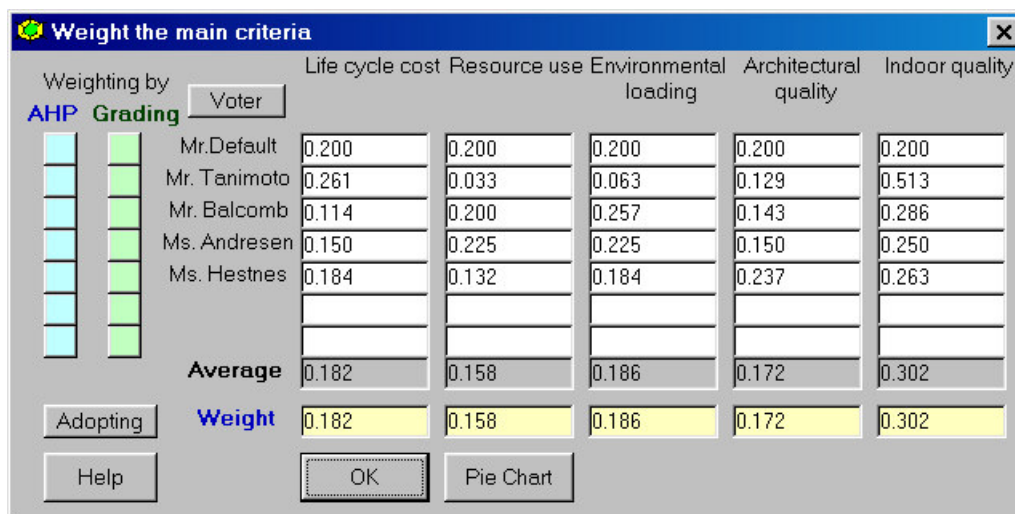 Weight the main criteria
Weighting by
AHP Grading
Voter
Life cycle cost Resource use Environmental loading Architectural quality Indoor quality
Mr.Default 0.200 0.200 0.200 0.200 0.200
Mr. Tanimoto 0.261 0.033 0.063 0.129 0.513
Mr. Balcomb 0.114 0.200 0.257 0.143 0.286
Ms. Andresen 0.150 0.225 0.225 0.150 0.250
Ms. Hestnes 0.184 0.132 0.184 0.237 0.263
Average 0.182 0.158 0.186 0.172 0.302
Adopting Weight 0.182 0.158 0.186 0.172 0.302
Help OK Pie Chart